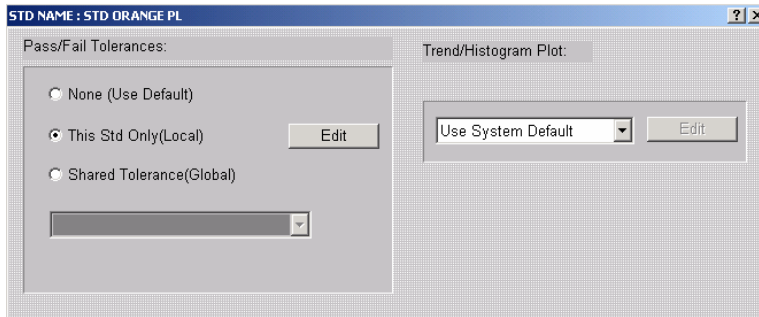 STD NAME : STD ORANGE PL
Pass/Fail Tolerances:
None (Use Default)
This Std Only(Local)
Edit
Shared Tolerance(Global)
Trend/Histogram Plot:
Use System Default
Edit